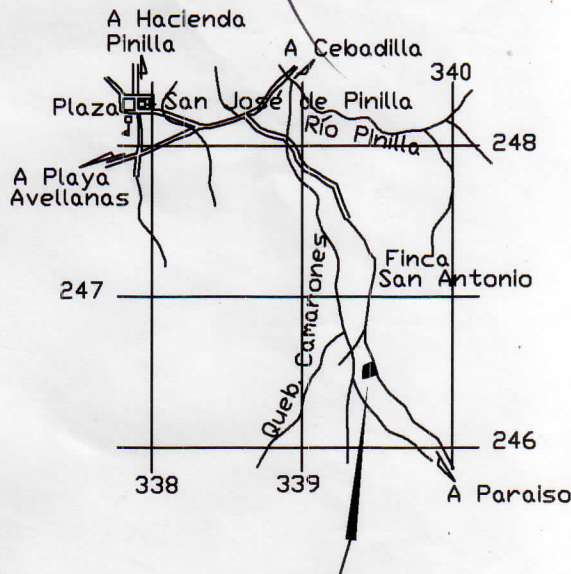 A Hacienda
Pinilla
A Cebadilla
340
Plaza
San José de Pinilla
Río Pinilla
248
A Playa
Avellanas
Finca
San Antonio
247
Queb. Camarones
246
338
339
A Paraiso